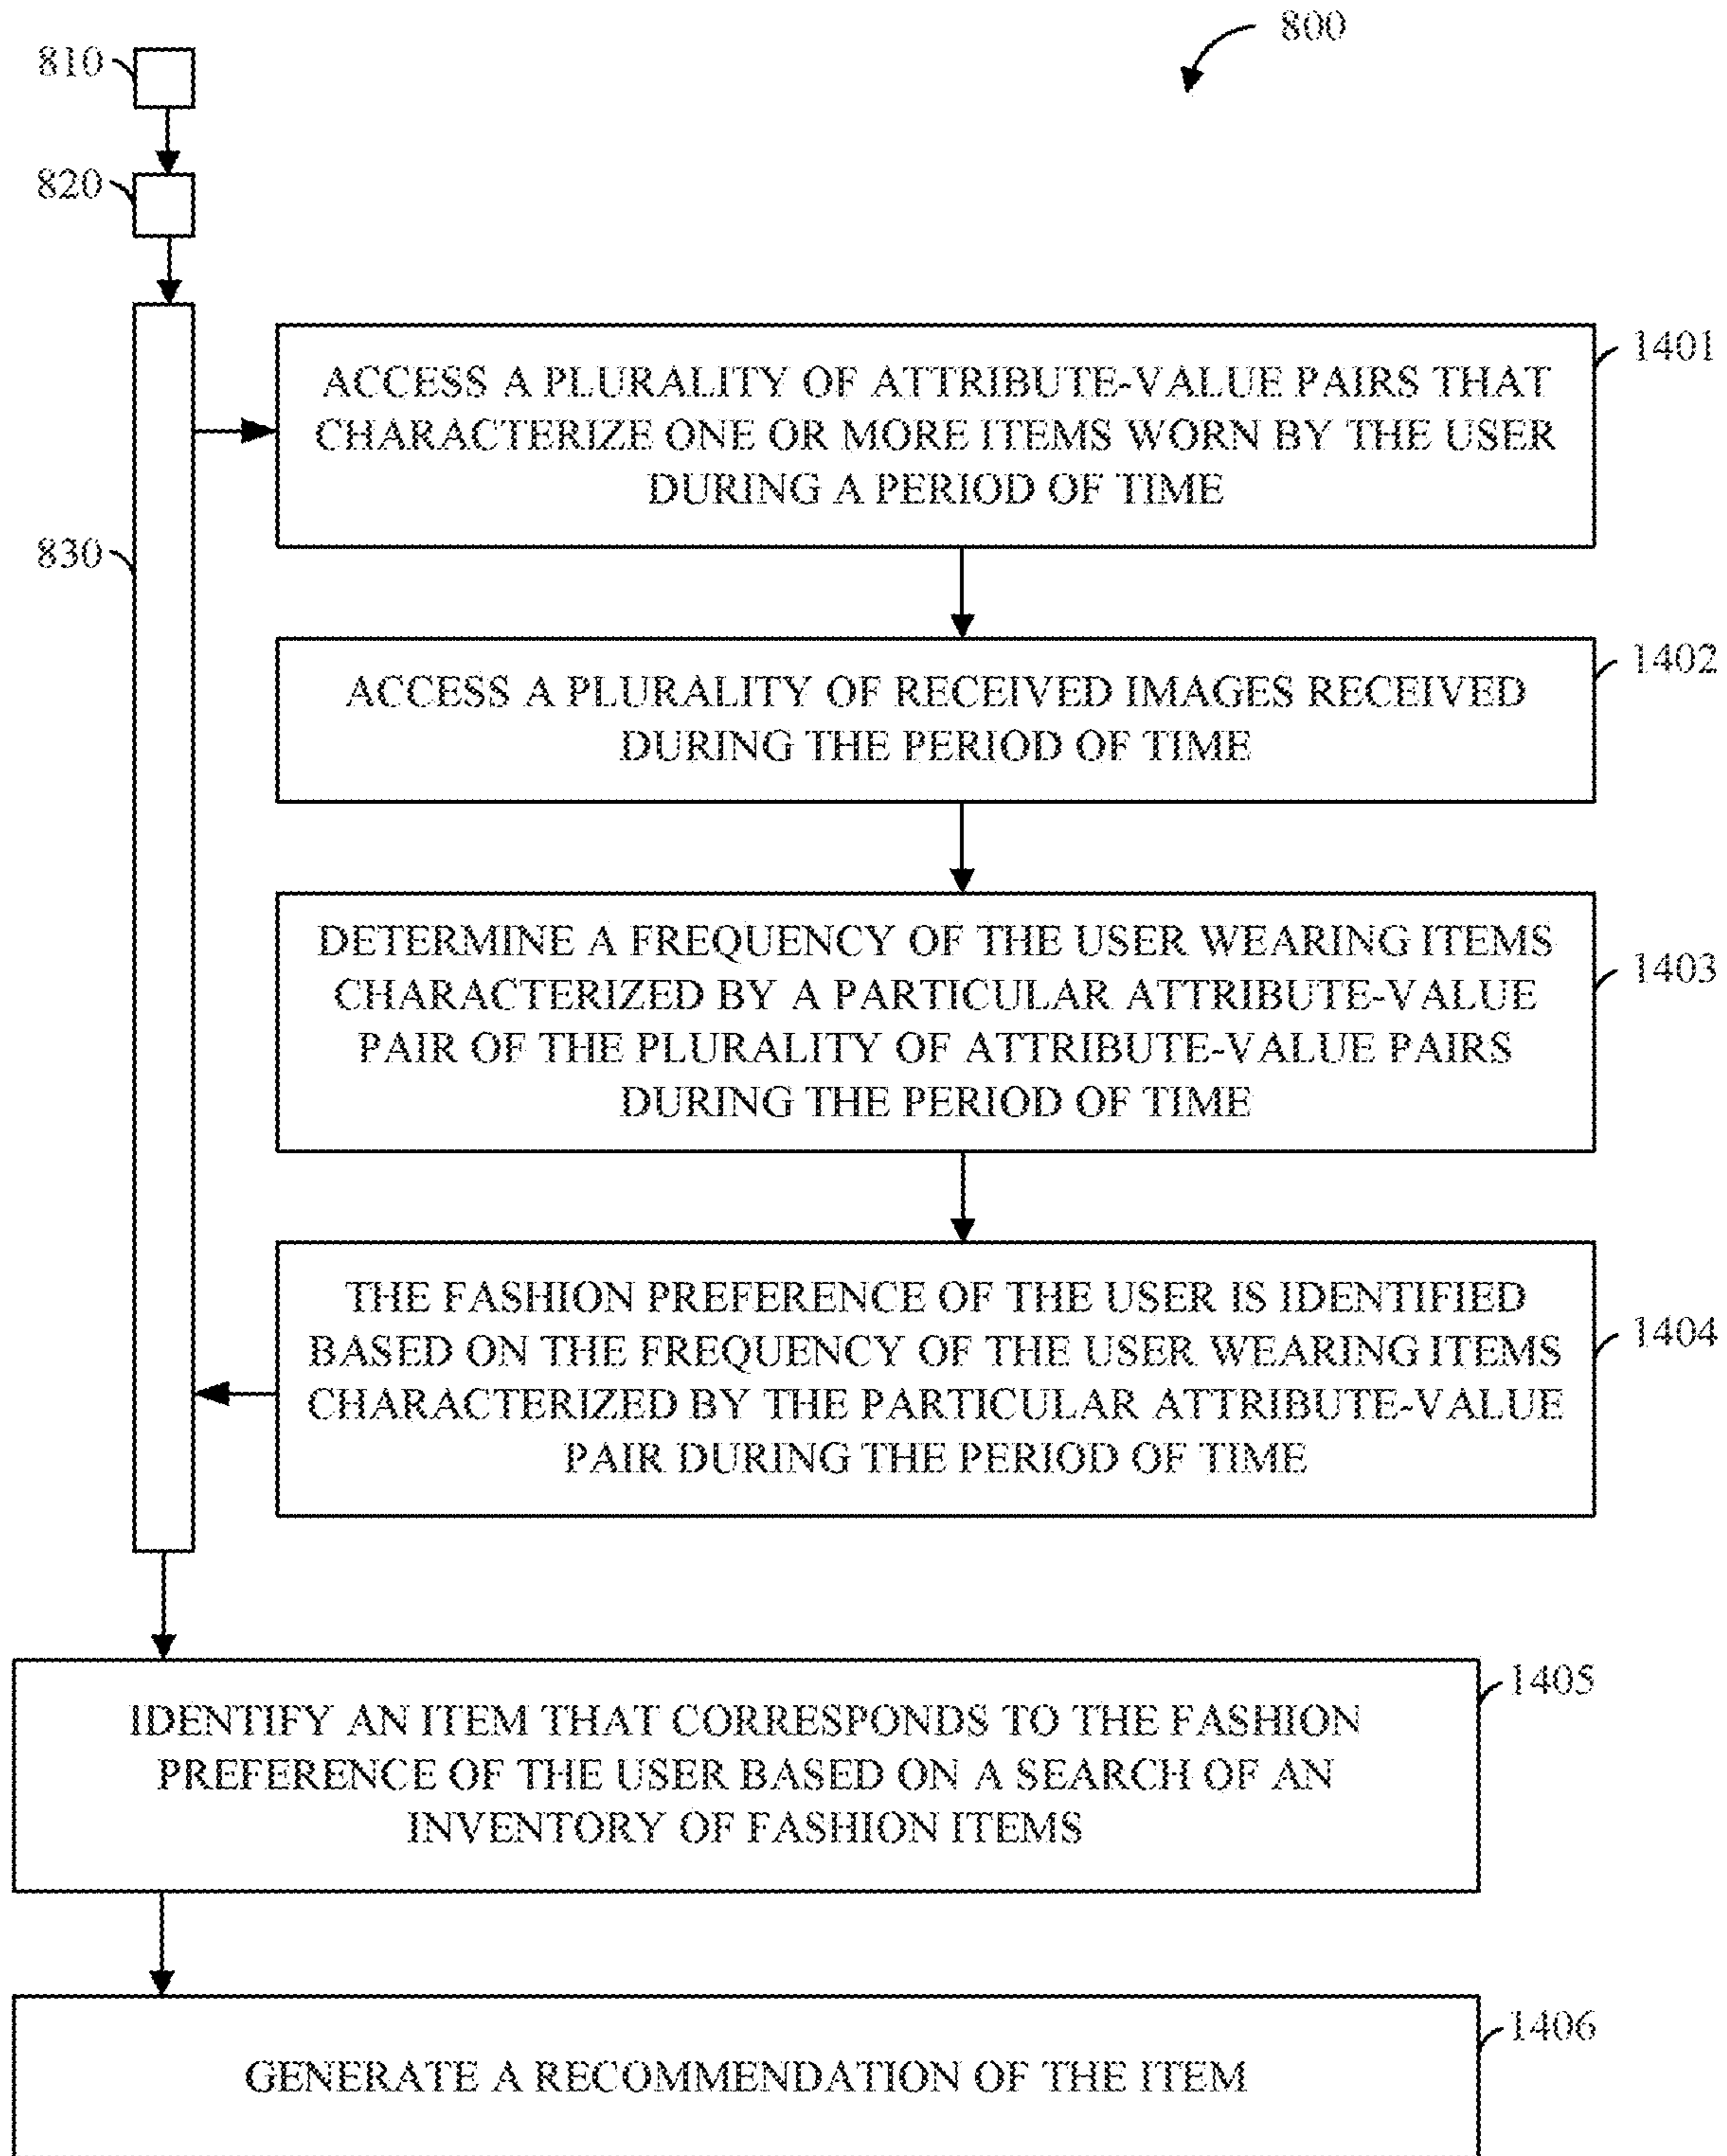 800
810
820
830
ACCESS A PLURALITY OF ATTRIBUTE-VALUE PAIRS THAT
CHARACTERIZE ONE OR MORE ITEMS WORN BY THE USER
DURING A PERIOD OF TIME
1401
ACCESS A PLURALITY OF RECEIVED IMAGES RECEIVED
DURING THE PERIOD OF TIME
1402
DETERMINE A FREQUENCY OF THE USER WEARING ITEMS
CHARACTERIZED BY A PARTICULAR ATTRIBUTE-VALUE
PAIR OF THE PLURALITY OF ATTRIBUTE-VALUE PAIRS
DURING THE PERIOD OF TIME
1403
THE FASHION PREFERENCE OF THE USER IS IDENTIFIED
BASED ON THE FREQUENCY OF THE USER WEARING ITEMS
CHARACTERIZED BY THE PARTICULAR ATTRIBUTE-VALUE
PAIR DURING THE PERIOD OF TIME
1404
IDENTIFY AN ITEM THAT CORRESPONDS TO THE FASHION
PREFERENCE OF THE USER BASED ON A SEARCH OF AN
INVENTORY OF FASHION ITEMS
1405
GENERATE A RECOMMENDATION OF THE ITEM
1406